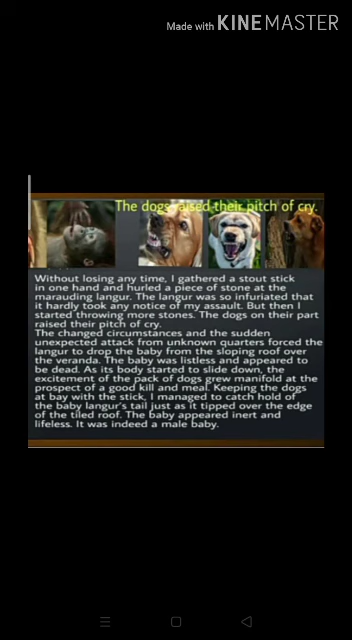 Made with KINEMASTER
The dogs raised their pitch of cry.
Without losing any time, I gathered a stout stick
in one hand and hurled a piece of stone at the
marauding langur. The langur was so infuriated that
it hardly took any notice of my assault. But then I
started throwing more stones. The dogs on their part
raised their pitch of cry.
The changed circumstances and the sudden
unexpected attack from unknown quarters forced the
langur to drop the baby from the sloping roof over
the veranda. The baby was listless and appeared to
be dead. As its body started to slide down, the
excitement of the pack of dogs grew manifold at the
prospect of a good kill and meal. Keeping the dogs
at bay with the stick, I managed to catch hold of
the baby langur's tail just as it tipped over the edge
of the tiled roof. The baby appeared inert and
lifeless. It was indeed a male baby.